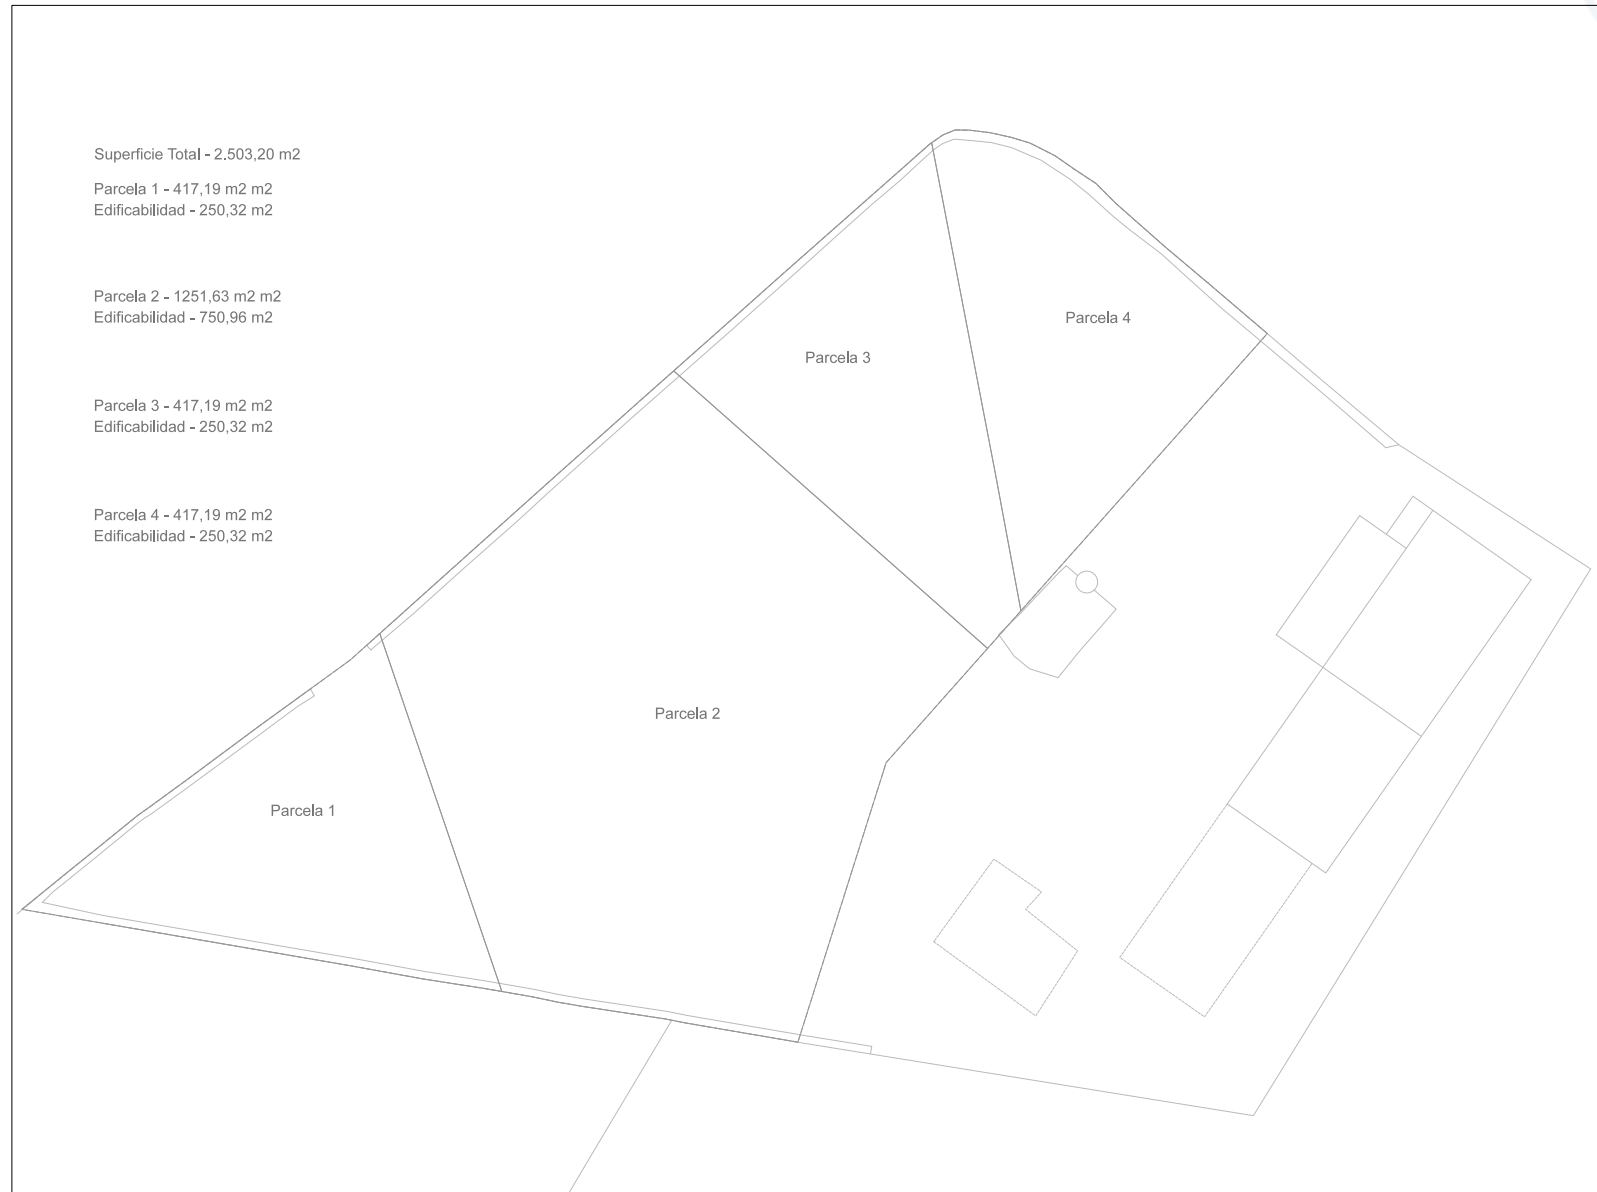 Superficie Total - 2.503,20 m2
Parcela 1 - 417,19 m2 m2
Edificabilidad - 250,32 m2
Parcela 2 - 1251,63 m2 m2
Edificabilidad - 750,96 m2
Parcela 3 - 417,19 m2 m2
Edificabilidad - 250,32 m2
Parcela 4 - 417,19 m2 m2
Edificabilidad - 250,32 m2
Parcela 4
Parcela 3
Parcela 2
Parcela 1